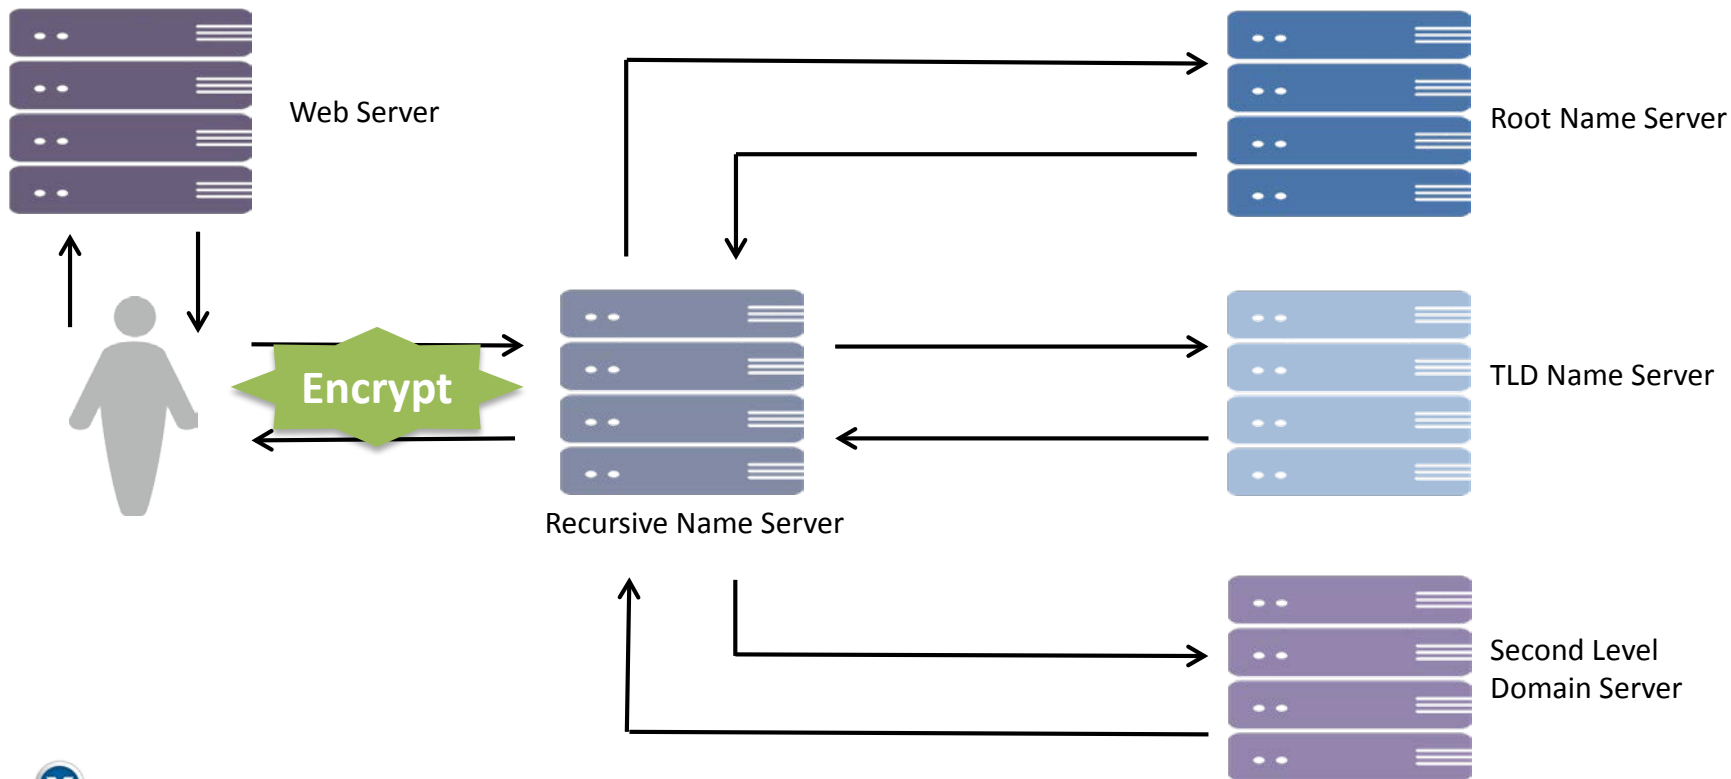 Web Server
Root Name Server
Encrypt
TLD Name Server
Recursive Name Server
Second Level
Domain Server